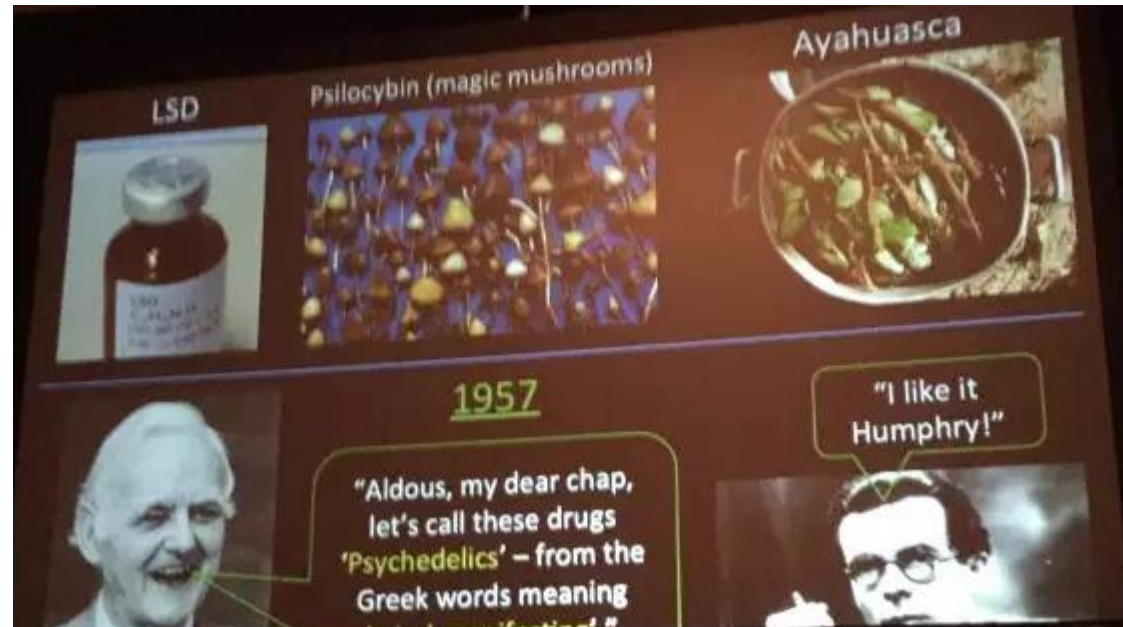 LSD
Psilocybin (magic mushrooms)
Ayahuasca
LSD
1957
"I like it
Humphry!"
"Aldous, my dear chap,
let's call these drugs
'Psychedelics' – from the
Greek words meaning